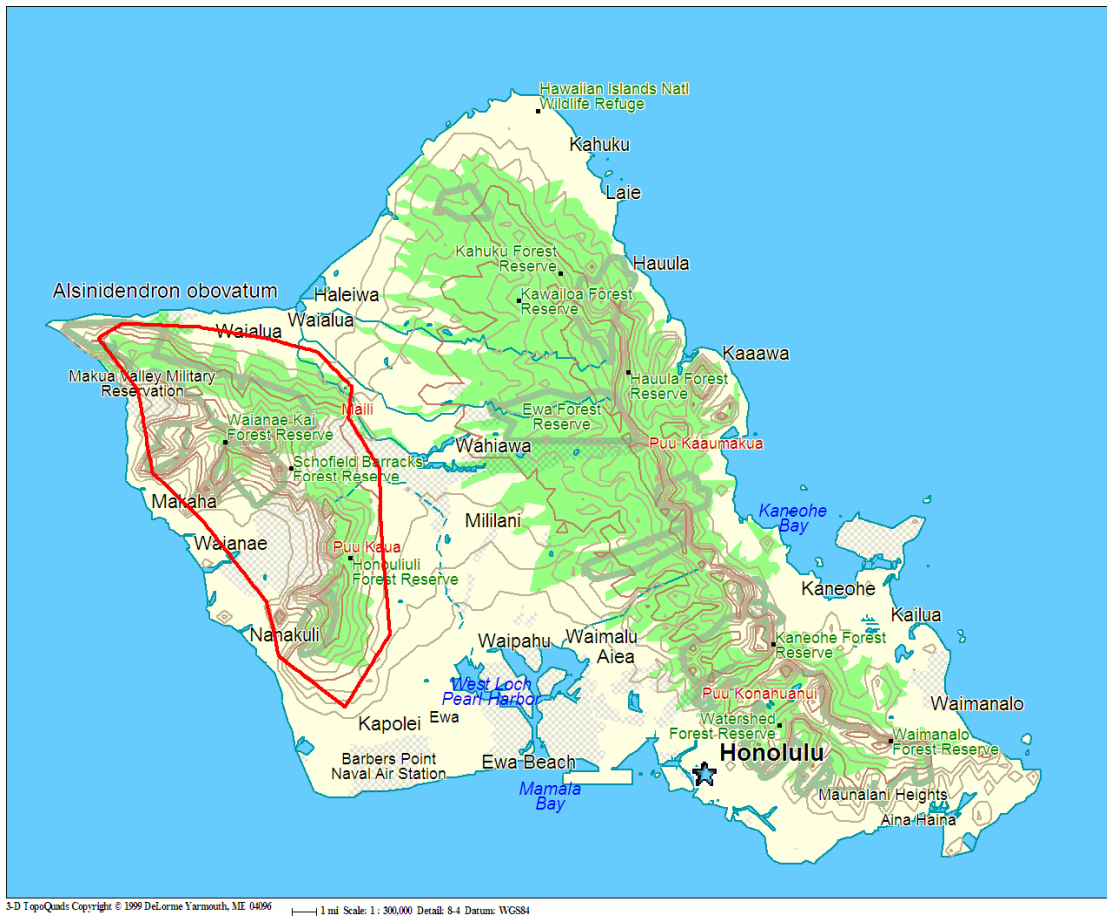 Hawaiian Islands Natl
Wildlife Refuge
Kahuku
Laie
Kahuku Forest
Reserve
Hauula
Kawailoa Forest
Reserve
Alsinidendron obovatum
Haleiwa
Waialua
Waialua
Kaaawa
Makua Valley Military
Reservation
Hauula Forest
Reserve
Maili
Ewa Forest
Reserve
Waianae Kai
Forest Reserve
Wahiawa
Puu Kaaumakua
Schofield Barracks
Forest Reserve
Makaha
Mililani
Kaneohe
Bay
Waianae
Puu Kaua
Honouliuli
Forest Reserve
Kaneohe
Kailua
Nanakuli
Waipahu
Waimalu
Aiea
Kaneohe Forest
Reserve
West Loch
Pearl Harbor
Puu Konahuanui
Waimanalo
Kapolei
Ewa
Watershed
Forest Reserve
Waimanalo
Forest Reserve
Honolulu
Barbers Point
Naval Air Station
Ewa Beach
Mamala
Bay
Maunalani Heights
Aina Haina
3-D TopoQuads Copyright © 1999 DeLorme Yarmouth, ME 04096
1 mi Scale: 1 : 300,000 Detail: 8-4 Datum: WGS84